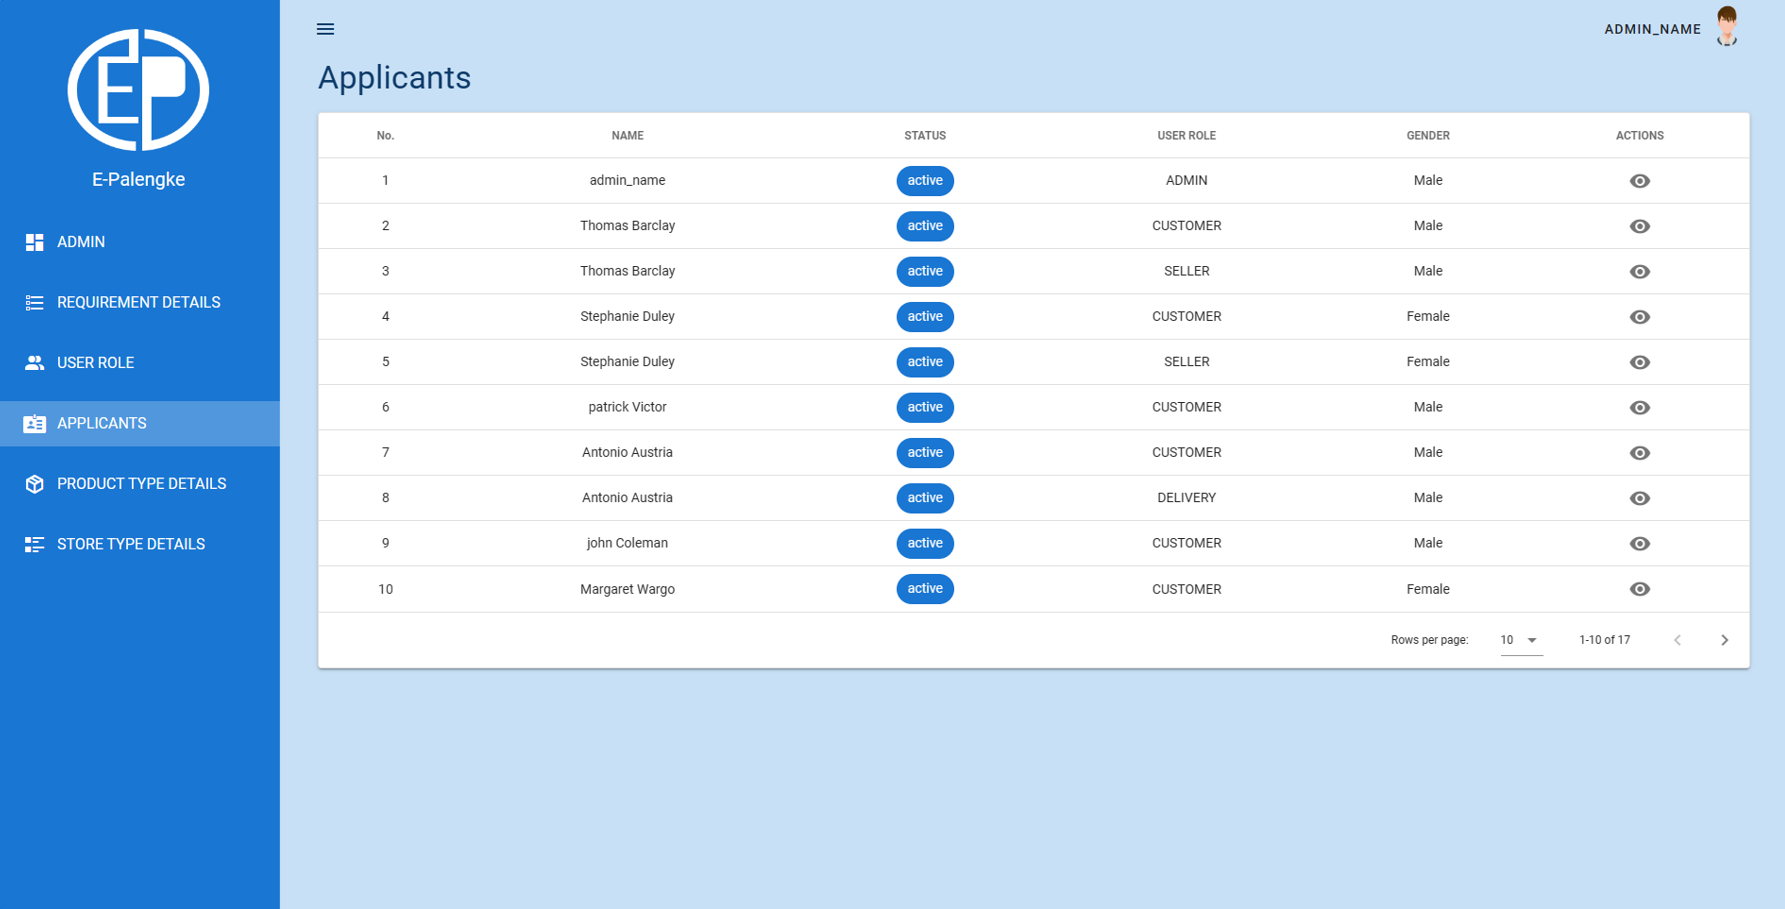 EP
E-Palengke
ADMIN
REQUIREMENT DETAILS
USER ROLE
APPLICANTS
PRODUCT TYPE DETAILS
STORE TYPE DETAILS
ADMIN_NAME
Applicants
No. NAME STATUS USER ROLE GENDER ACTIONS
1 admin_name active ADMIN Male
2 Thomas Barclay active CUSTOMER Male
3 Thomas Barclay active SELLER Male
4 Stephanie Duley active CUSTOMER Female
5 Stephanie Duley active SELLER Female
6 patrick Victor active CUSTOMER Male
7 Antonio Austria active CUSTOMER Male
8 Antonio Austria active DELIVERY Male
9 john Coleman active CUSTOMER Male
10 Margaret Wargo active CUSTOMER Female
Rows per page: 10 1-10 of 17